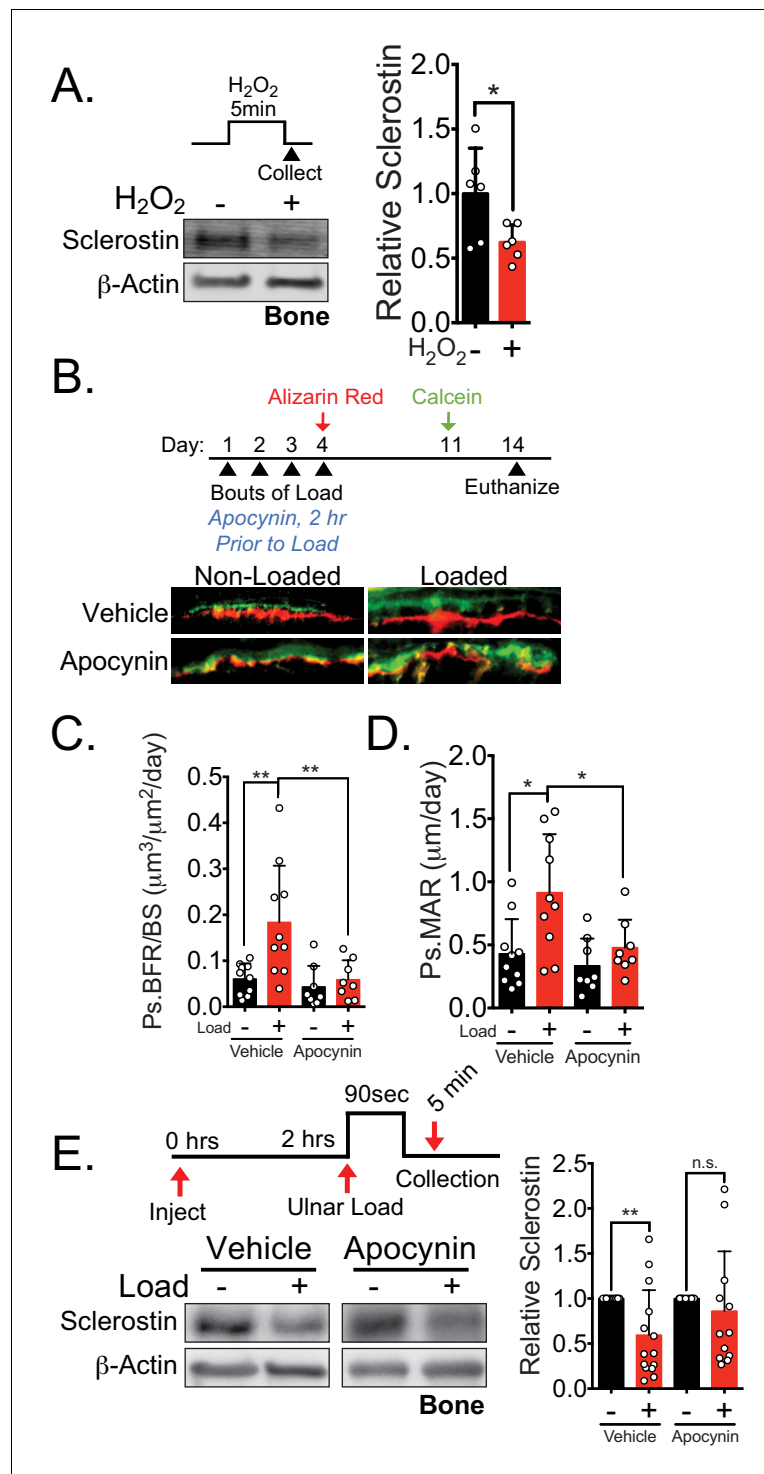 A.
H2O2
5min
Collect
H2O2 - +
Sclerostin
β-Actin
Bone
Relative Sclerostin
2.0
1.5
1.0
0.5
0.0
*
H2O2 - +
B.
Alizarin Red
Calcein
Day: 1 2 3 4 11 14
Bouts of Load
Euthanize
Apocynin, 2 hr
Prior to Load
Non-Loaded Loaded
Vehicle
Apocynin
C.
Ps.BFR/BS (μm3/μm2/day)
0.5
0.4
0.3
0.2
0.1
0.0
** **
Load - + - +
Vehicle Apocynin
D.
Ps.MAR (μm/day)
2.0
1.5
1.0
0.5
0.0
* *
Load - + - +
Vehicle Apocynin
E.
90sec
5 min
0 hrs 2 hrs
Collection
Inject
Ulnar Load
Vehicle Apocynin
Load - + - +
Sclerostin
β-Actin
Bone
Relative Sclerostin
2.5
2.0
1.5
1.0
0.5
0.0
** n.s.
- + - +
Vehicle Apocynin